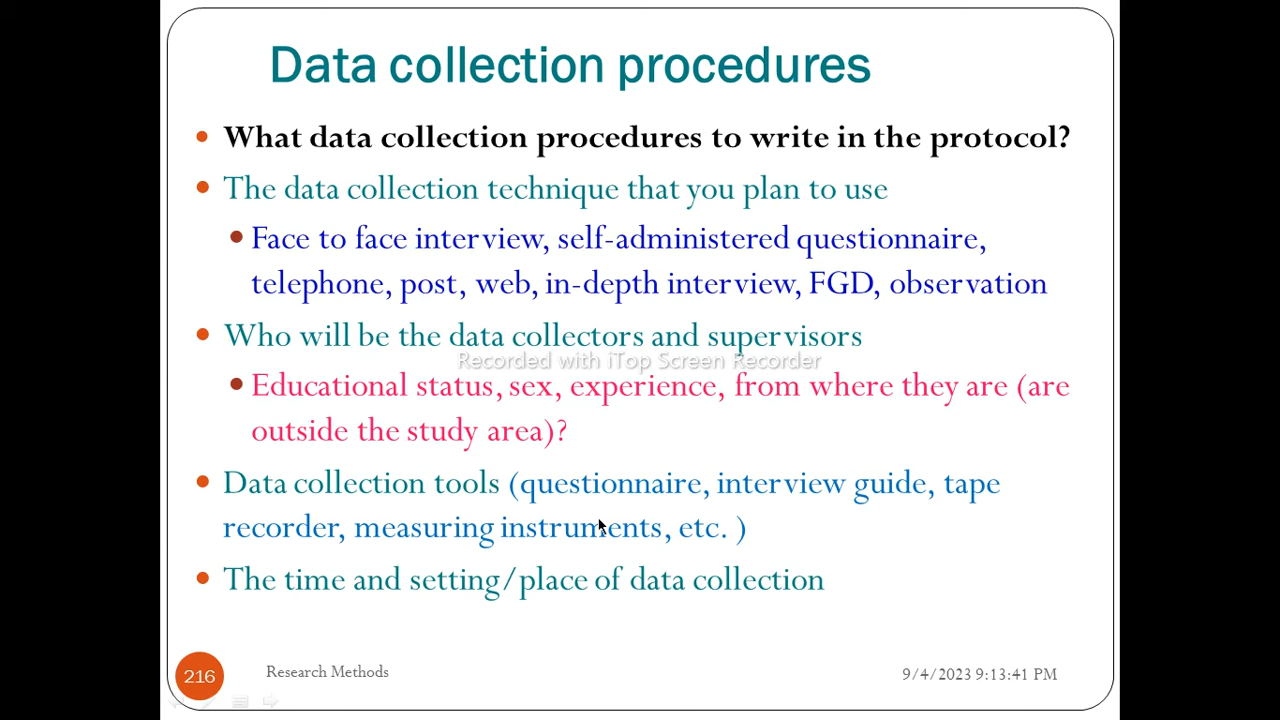 Data collection procedures
• What data collection procedures to write in the protocol?
• The data collection technique that you plan to use
• Face to face interview, self-administered questionnaire,
telephone, post, web, in-depth interview, FGD, observation
• Who will be the data collectors and supervisors
Recorded with iTop Screen Recorder
• Educational status, sex, experience, from where they are (are
outside the study area)?
• Data collection tools (questionnaire, interview guide, tape
recorder, measuring instruments, etc. )
• The time and setting/place of data collection
216
Research Methods
9/4/2023 9:13:41 PM